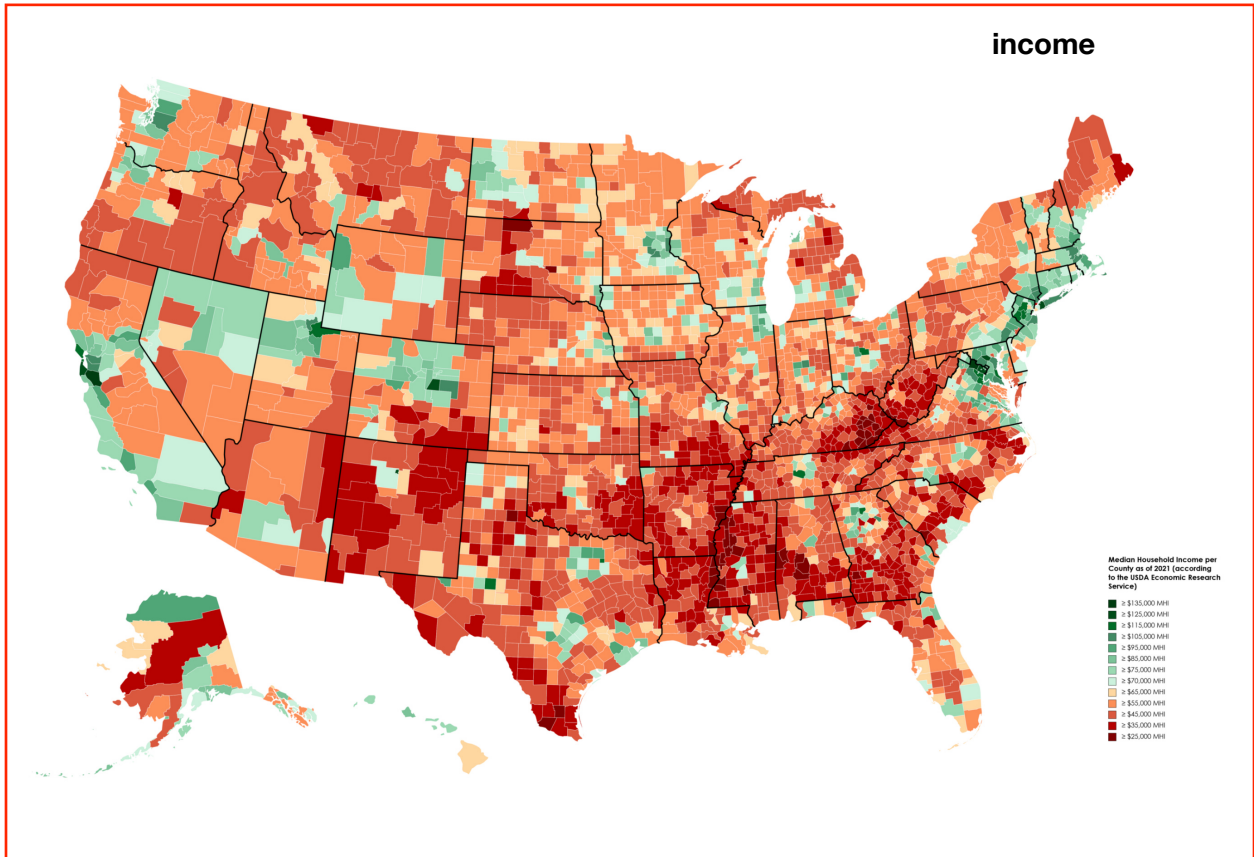 income
Median Household Income per
County as of 2021 (according
to the USDA Economic Research
Service)
≥ $135,000 MHI
≥ $125,000 MHI
≥ $115,000 MHI
≥ $105,000 MHI
≥ $95,000 MHI
≥ $85,000 MHI
≥ $75,000 MHI
≥ $70,000 MHI
≥ $65,000 MHI
≥ $55,000 MHI
≥ $45,000 MHI
≥ $35,000 MHI
≥ $25,000 MHI